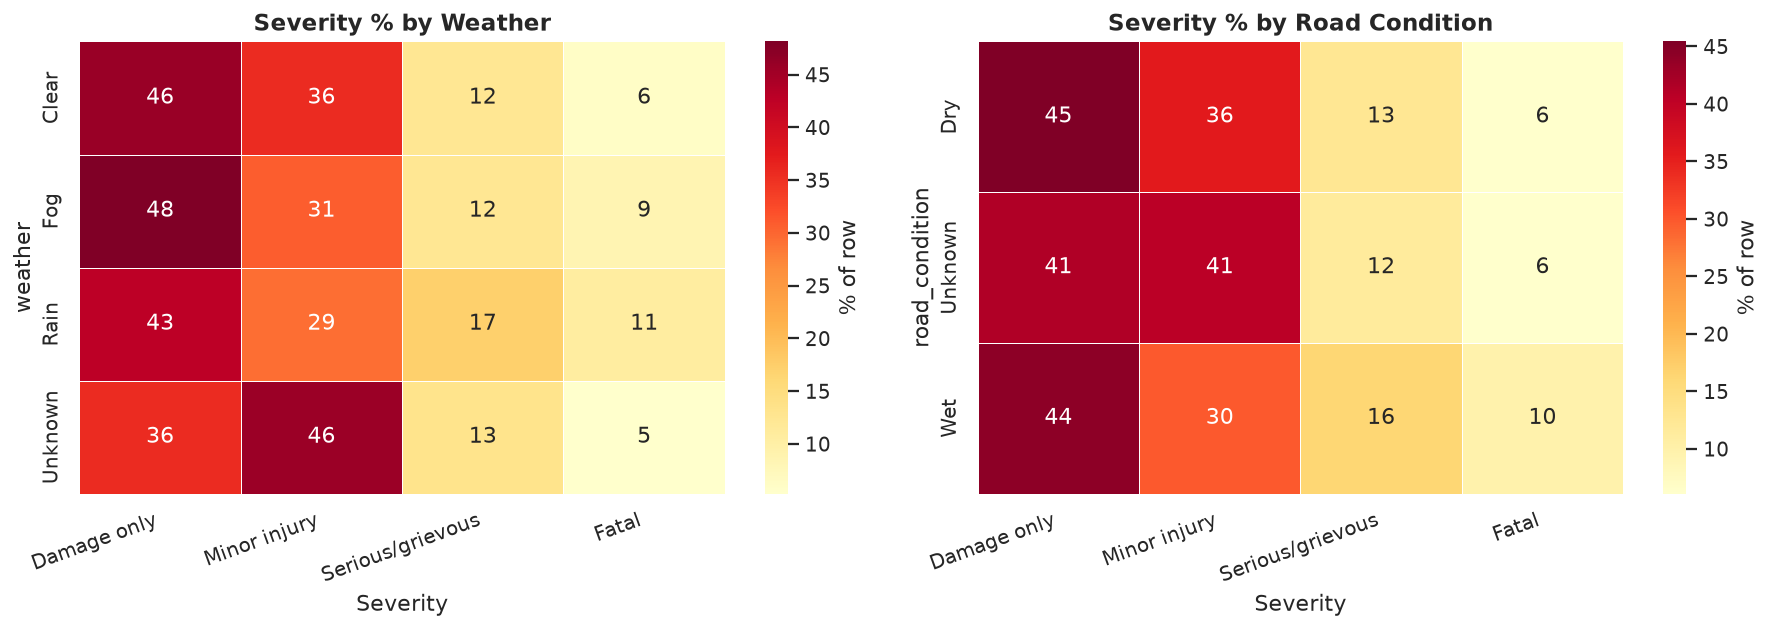 Severity % by Weather
weather
Clear
Fog
Rain
Unknown
46 36 12 6
48 31 12 9
43 29 17 11
36 46 13 5
Damage only
Minor injury
Serious/grievous
Fatal
Severity
45
40
35
30
25
20
15
10
% of row
Severity % by Road Condition
road_condition
Dry
Unknown
Wet
45 36 13 6
41 41 12 6
44 30 16 10
Damage only
Minor injury
Serious/grievous
Fatal
Severity
45
40
35
30
25
20
15
10
% of row